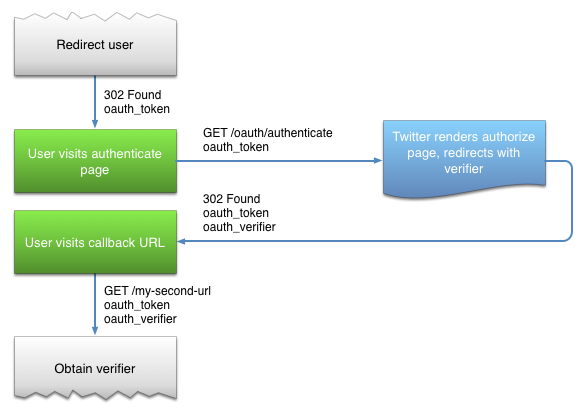 Redirect user
302 Found
oauth_token
User visits authenticate
page
GET /oauth/authenticate
oauth_token
Twitter renders authorize
page, redirects with
verifier
302 Found
oauth_token
oauth_verifier
User visits callback URL
GET /my-second-url
oauth_token
oauth_verifier
Obtain verifier